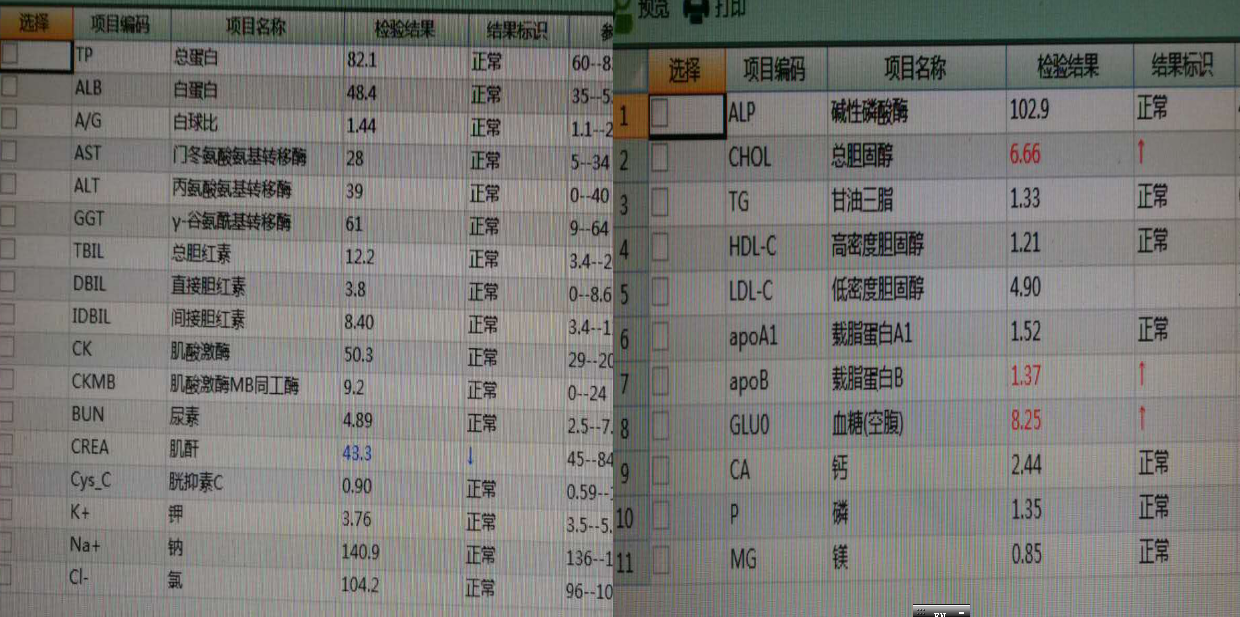 选择 项目编码 项目名称 检验结果 结果标识
TP 总蛋白 82.1 正常 60--8
ALB 白蛋白 48.4 正常 35--5
A/G 白球比 1.44 正常 1.1--2
AST 门冬氨酸氨基转移酶 28 正常 5--34
ALT 丙氨酸氨基转移酶 39 正常 0--40
GGT γ-谷氨酰基转移酶 61 正常 9--64
TBIL 总胆红素 12.2 正常 3.4--2
DBIL 直接胆红素 3.8 正常 0--8.6
IDBIL 间接胆红素 8.40 正常 3.4--1
CK 肌酸激酶 50.3 正常 29--20
CKMB 肌酸激酶MB同工酶 9.2 正常 0--24
BUN 尿素 4.89 正常 2.5--7.
CREA 肌酐 43.3 ↓ 45--84
Cys_C 胱抑素C 0.90 正常 0.59--
K+ 钾 3.76 正常 3.5--5.
Na+ 钠 140.9 正常 136--1
Cl- 氯 104.2 正常 96--10
预览 打印
选择 项目编码 项目名称 检验结果 结果标识
1 ALP 碱性磷酸酶 102.9 正常
2 CHOL 总胆固醇 6.66 ↑
3 TG 甘油三脂 1.33 正常
4 HDL-C 高密度胆固醇 1.21 正常
5 LDL-C 低密度胆固醇 4.90
6 apoA1 载脂蛋白A1 1.52 正常
7 apoB 载脂蛋白B 1.37 ↑
8 GLU0 血糖(空腹) 8.25 ↑
9 CA 钙 2.44 正常
10 P 磷 1.35 正常
11 MG 镁 0.85 正常
EN